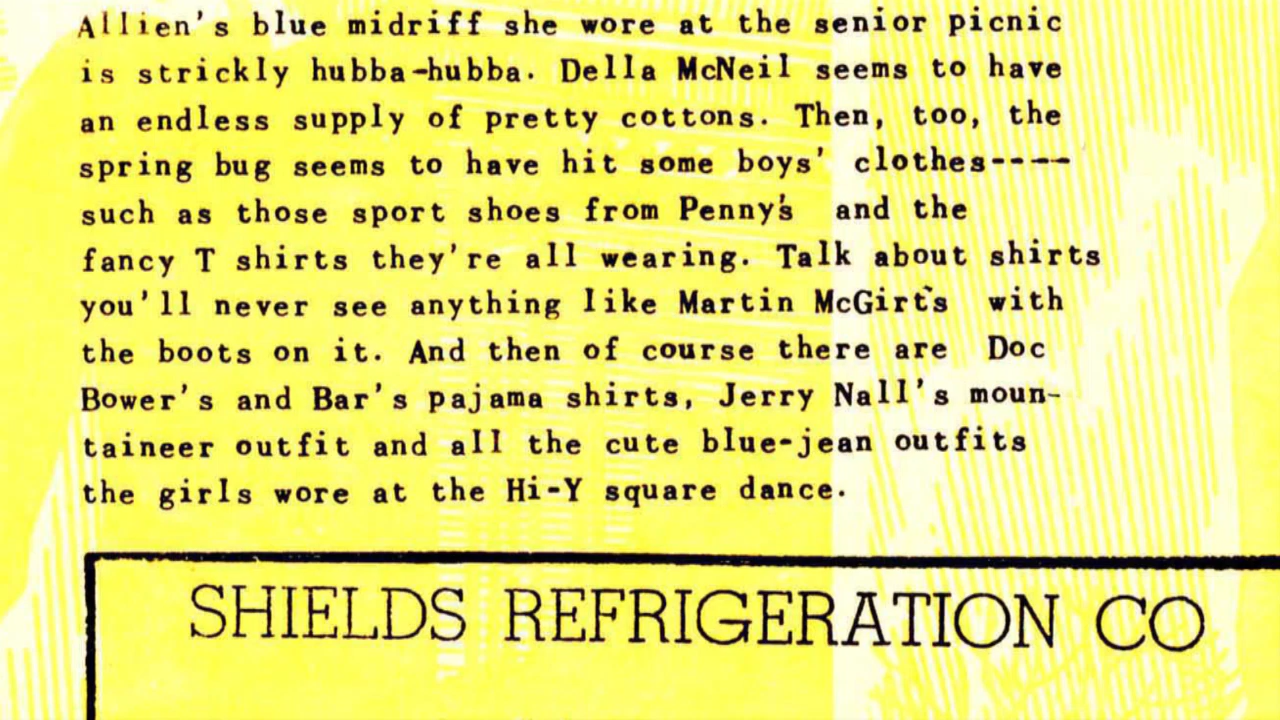 Allien's blue midriff she wore at the senior picnic
is strickly hubba-hubba. Della McNeil seems to have
an endless supply of pretty cottons. Then, too, the
spring bug seems to have hit some boys' clothes----
such as those sport shoes from Penny's and the
fancy T shirts they're all wearing. Talk about shirts
you'll never see anything like Martin McGirt's with
the boots on it. And then of course there are Doc
Bower's and Bar's pajama shirts, Jerry Nall's moun-
taineer outfit and all the cute blue-jean outfits
the girls wore at the Hi-Y square dance.
SHIELDS REFRIGERATION CO